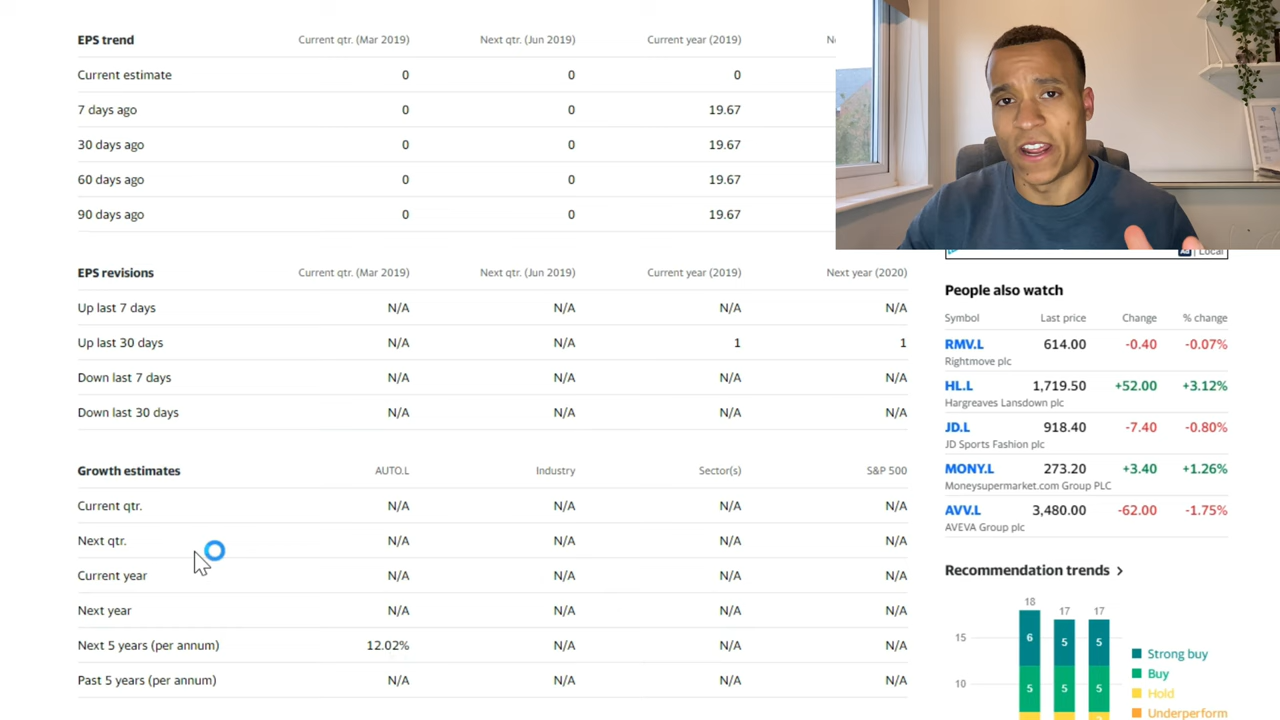 EPS trend Current qtr. (Mar 2019) Next qtr. (Jun 2019) Current year (2019)
Current estimate 0 0 0
7 days ago 0 0 19.67
30 days ago 0 0 19.67
60 days ago 0 0 19.67
90 days ago 0 0 19.67
EPS revisions Current qtr. (Mar 2019) Next qtr. (Jun 2019) Current year (2019) Next year (2020)
Up last 7 days N/A N/A N/A N/A
Up last 30 days N/A N/A 1 1
Down last 7 days N/A N/A N/A N/A
Down last 30 days N/A N/A N/A N/A
Growth estimates AUTO.L Industry Sector(s) S&P 500
Current qtr. N/A N/A N/A N/A
Next qtr. N/A N/A N/A N/A
Current year N/A N/A N/A N/A
Next year N/A N/A N/A N/A
Next 5 years (per annum) 12.02% N/A N/A N/A
Past 5 years (per annum) N/A N/A N/A N/A
Ad Local
People also watch
Symbol Last price Change % change
RMV.L 614.00 -0.40 -0.07%
Rightmove plc
HL.L 1,719.50 +52.00 +3.12%
Hargreaves Lansdown plc
JD.L 918.40 -7.40 -0.80%
JD Sports Fashion plc
MONY.L 273.20 +3.40 +1.26%
Moneysupermarket.com Group PLC
AVV.L 3,480.00 -62.00 -1.75%
AVEVA Group plc
Recommendation trends >
18 17 17
15 6 5 5
Strong buy
10 5 5 5
Buy
Hold
Underperform